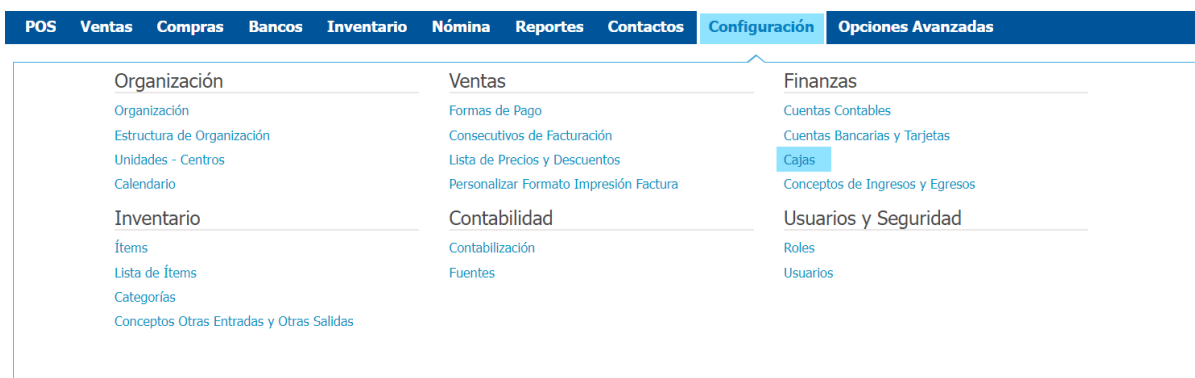 POS Ventas Compras Bancos Inventario Nómina Reportes Contactos Configuración Opciones Avanzadas
Organización
Organización
Estructura de Organización
Unidades - Centros
Calendario
Ventas
Formas de Pago
Consecutivos de Facturación
Lista de Precios y Descuentos
Personalizar Formato Impresión Factura
Finanzas
Cuentas Contables
Cuentas Bancarias y Tarjetas
Cajas
Conceptos de Ingresos y Egresos
Inventario
Ítems
Lista de Ítems
Categorías
Conceptos Otras Entradas y Otras Salidas
Contabilidad
Contabilización
Fuentes
Usuarios y Seguridad
Roles
Usuarios